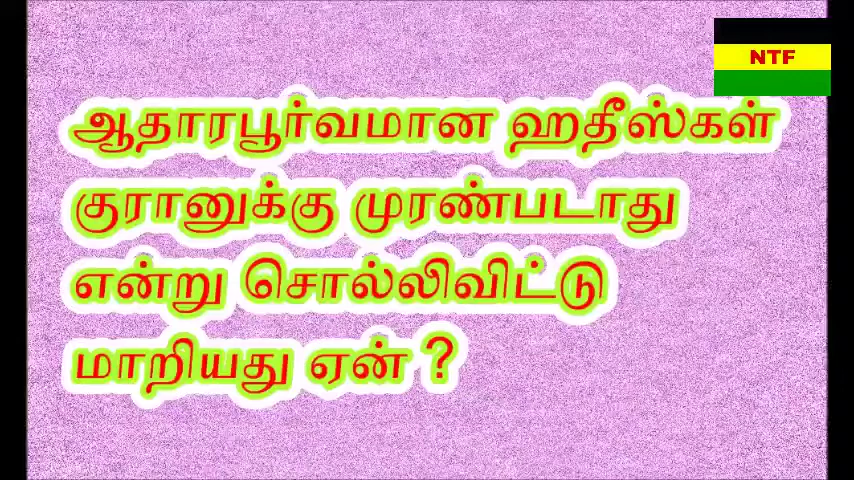 NTF
ஆதாரபூர்வமான ஹதீஸ்கள்
குரானுக்கு முரண்படாது
என்று சொல்லிவிட்டு
மாறியது ஏன் ?